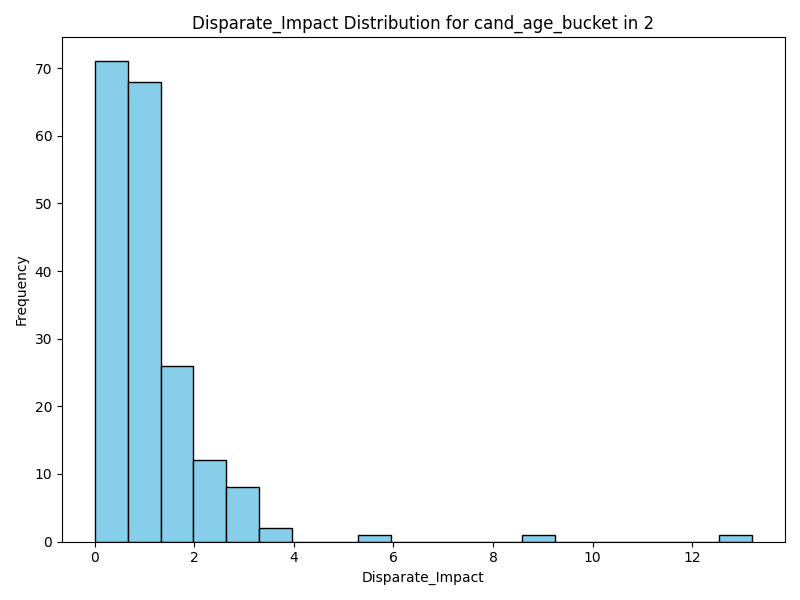 Disparate_Impact Distribution for cand_age_bucket in 2
Frequency
70
60
50
40
30
20
10
0
0 2 4 6 8 10 12
Disparate_Impact